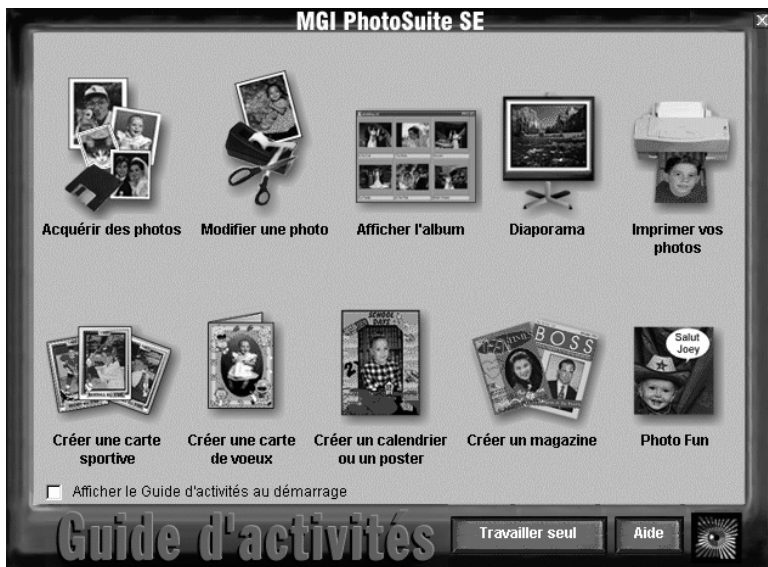 MGI PhotoSuite SE
Acquérir des photos
Modifier une photo
Afficher l'album
Diaporama
Imprimer vos
photos
SCHOOL
DAYS
BOSS
Salut
Joey
Créer une carte
sportive
Créer une carte
de voeux
Créer un calendrier
ou un poster
Créer un magazine
Photo Fun
Afficher le Guide d'activités au démarrage
Guide d'activités
Travailler seul
Aide